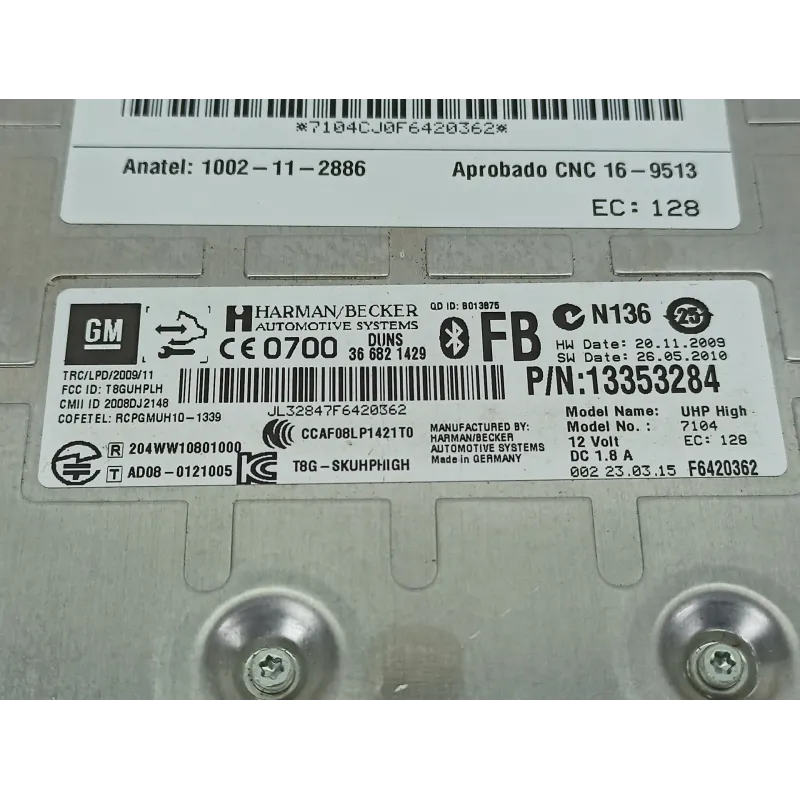 *7104CJ0F6420362*
Anatel: 1002-11-2886
Aprobado CNC 16-9513
EC: 128
GM
HARMAN/BECKER
AUTOMOTIVE SYSTEMS
QD ID: B013875
FB
N136
25
CE 0700
DUNS
36 682 1429
HW Date: 20.11.2009
SW Date: 26.05.2010
P/N:13353284
TRC/LPD/2009/11
FCC ID: T8GUHPLH
CMII ID 2008DJ2148
COFETEL: RCPGMUH10-1339
JL32847F6420362
R 204WW10801000
T AD08-0121005
CCAF08LP1421T0
T8G-SKUHPHIGH
MANUFACTURED BY:
HARMAN/BECKER
AUTOMOTIVE SYSTEMS
Made in GERMANY
Model Name: UHP High
Model No.: 7104
12 Volt EC: 128
DC 1.8 A
002 23.03.15 F6420362